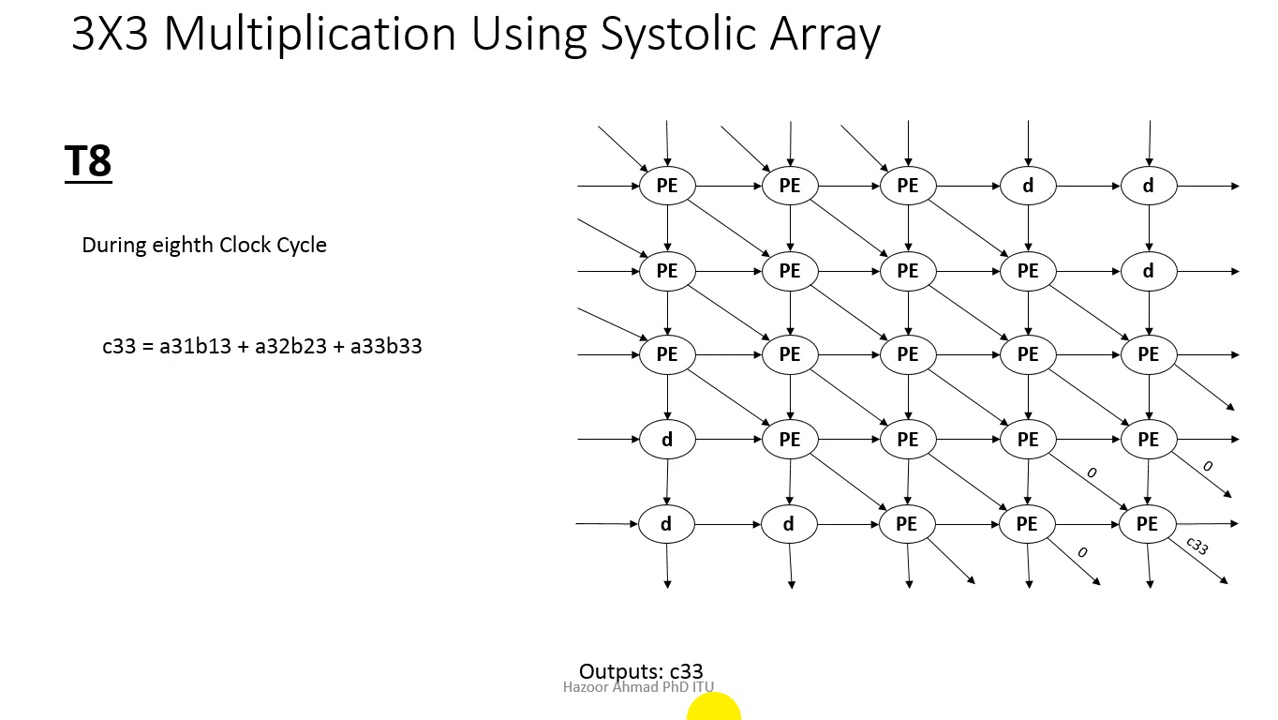 3X3 Multiplication Using Systolic Array
T8
During eighth Clock Cycle
c33 = a31b13 + a32b23 + a33b33
PE PE PE d d
PE PE PE PE d
PE PE PE PE PE
d PE PE PE PE
0 0
d d PE PE PE
0 c33
Outputs: c33
Hazoor Ahmad PhD ITU